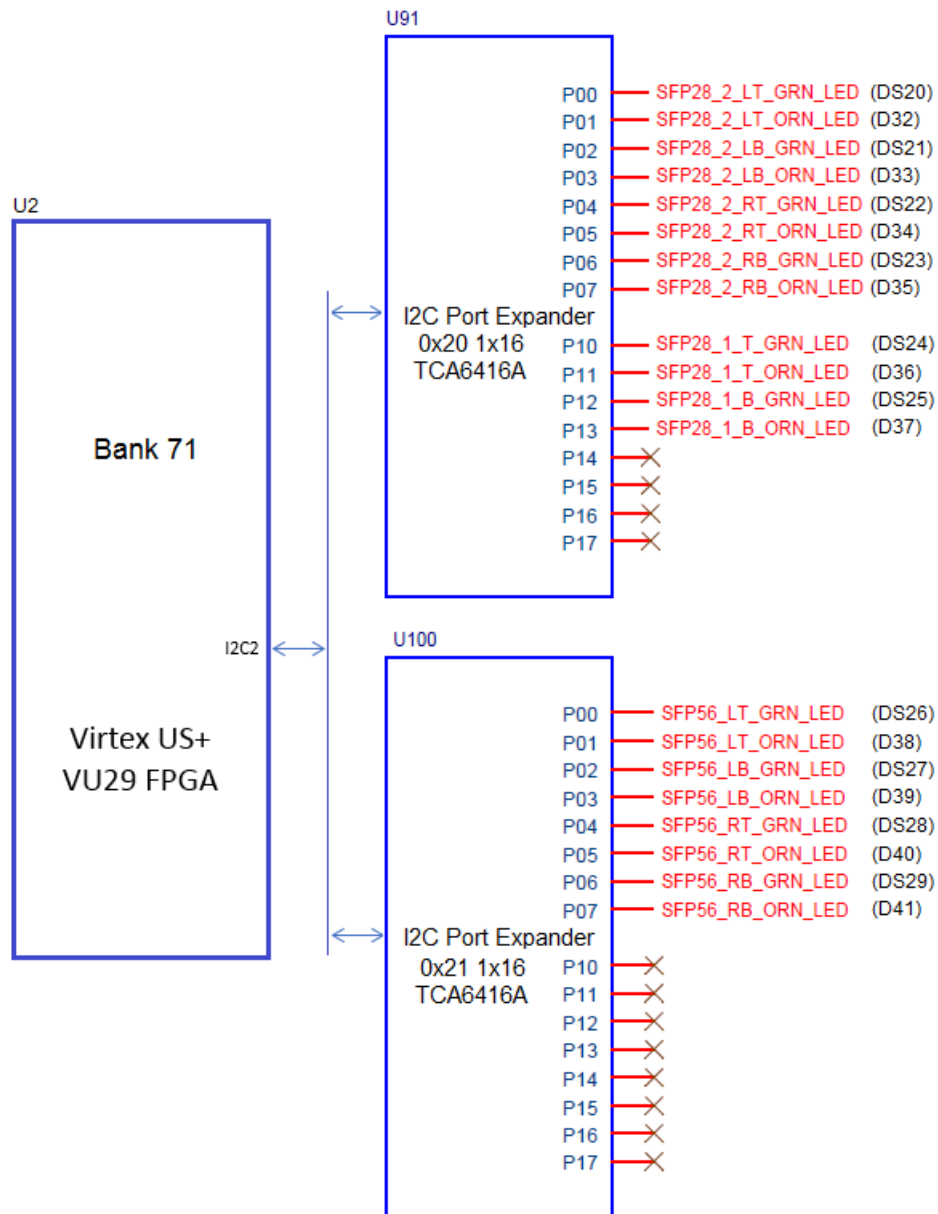 U91
P00 SFP28_2_LT_GRN_LED (DS20)
P01 SFP28_2_LT_ORN_LED (D32)
P02 SFP28_2_LB_GRN_LED (DS21)
P03 SFP28_2_LB_ORN_LED (D33)
P04 SFP28_2_RT_GRN_LED (DS22)
P05 SFP28_2_RT_ORN_LED (D34)
P06 SFP28_2_RB_GRN_LED (DS23)
P07 SFP28_2_RB_ORN_LED (D35)
I2C Port Expander
0x20 1x16
TCA6416A
P10 SFP28_1_T_GRN_LED (DS24)
P11 SFP28_1_T_ORN_LED (D36)
P12 SFP28_1_B_GRN_LED (DS25)
P13 SFP28_1_B_ORN_LED (D37)
P14
P15
P16
P17
U2
Bank 71
I2C2
Virtex US+
VU29 FPGA
U100
P00 SFP56_LT_GRN_LED (DS26)
P01 SFP56_LT_ORN_LED (D38)
P02 SFP56_LB_GRN_LED (DS27)
P03 SFP56_LB_ORN_LED (D39)
P04 SFP56_RT_GRN_LED (DS28)
P05 SFP56_RT_ORN_LED (D40)
P06 SFP56_RB_GRN_LED (DS29)
P07 SFP56_RB_ORN_LED (D41)
I2C Port Expander
0x21 1x16
TCA6416A
P10
P11
P12
P13
P14
P15
P16
P17